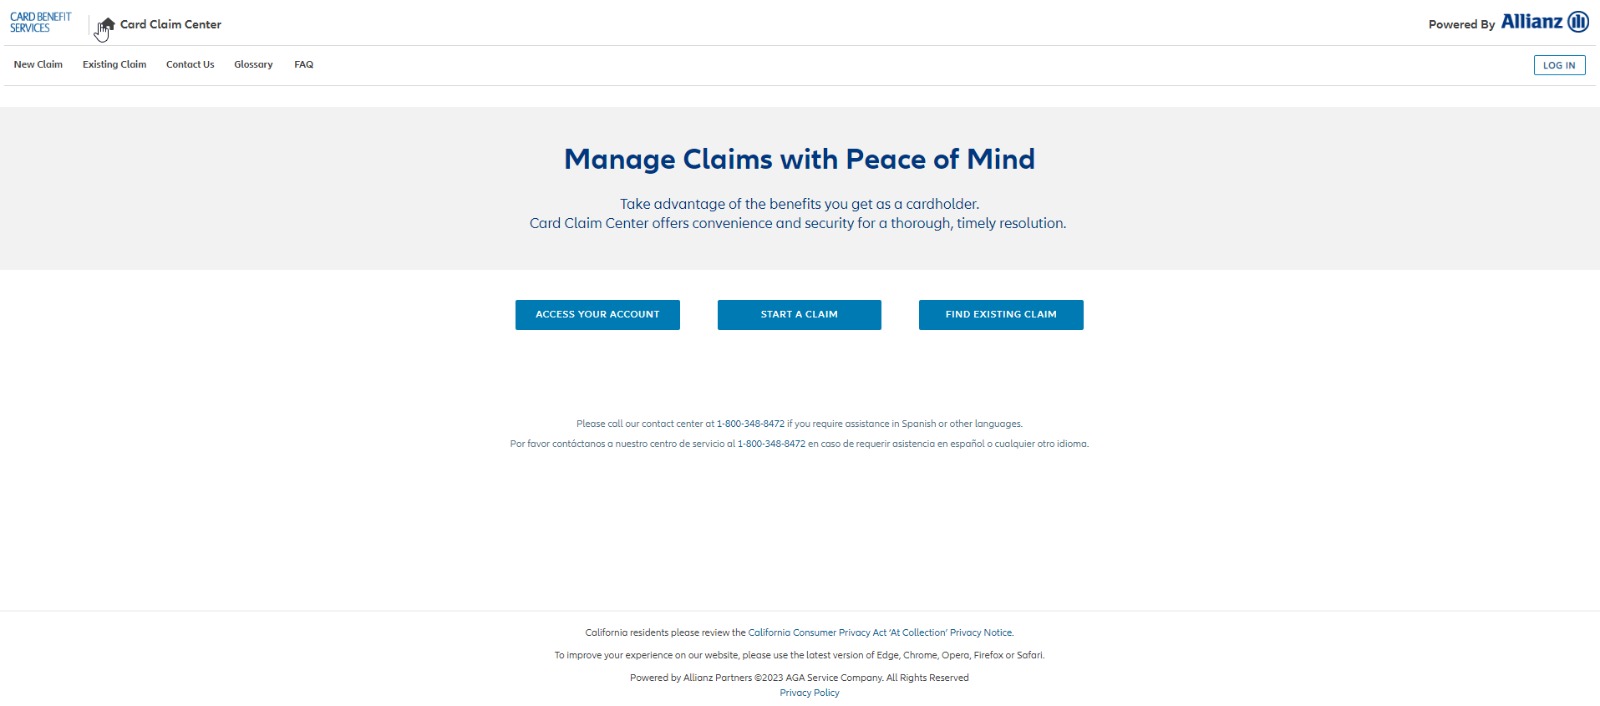 CARD BENEFIT
SERVICES
Card Claim Center
Powered By Allianz
New Claim Existing Claim Contact Us Glossary FAQ LOG IN
Manage Claims with Peace of Mind
Take advantage of the benefits you get as a cardholder.
Card Claim Center offers convenience and security for a thorough, timely resolution.
ACCESS YOUR ACCOUNT START A CLAIM FIND EXISTING CLAIM
Please call our contact center at 1-800-348-8472 if you require assistance in Spanish or other languages.
Por favor contáctanos a nuestro centro de servicio al 1-800-348-8472 en caso de requerir asistencia en español o cualquier otro idioma.
California residents please review the California Consumer Privacy Act ‘At Collection’ Privacy Notice.
To improve your experience on our website, please use the latest version of Edge, Chrome, Opera, Firefox or Safari.
Powered by Allianz Partners ©2023 AGA Service Company. All Rights Reserved
Privacy Policy